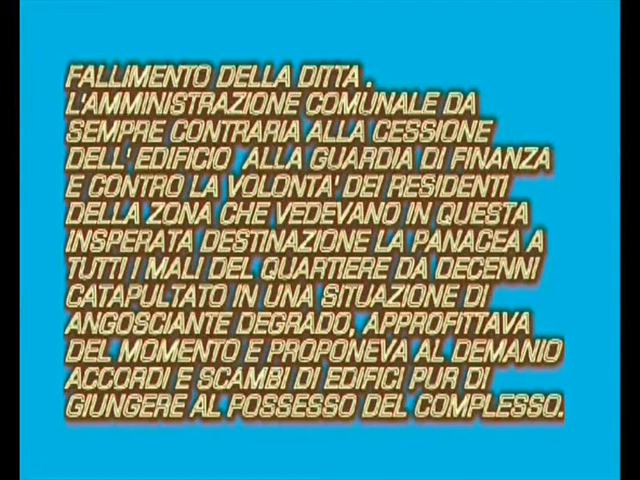 FALLIMENTO DELLA DITTA .
L'AMMINISTRAZIONE COMUNALE DA
SEMPRE CONTRARIA ALLA CESSIONE
DELL' EDIFICIO ALLA GUARDIA DI FINANZA
E CONTRO LA VOLONTA' DEI RESIDENTI
DELLA ZONA CHE VEDEVANO IN QUESTA
INSPERATA DESTINAZIONE LA PANACEA A
TUTTI I MALI DEL QUARTIERE DA DECENNI
CATAPULTATO IN UNA SITUAZIONE DI
ANGOSCIANTE DEGRADO, APPROFITTAVA
DEL MOMENTO E PROPONEVA AL DEMANIO
ACCORDI E SCAMBI DI EDIFICI PUR DI
GIUNGERE AL POSSESSO DEL COMPLESSO.